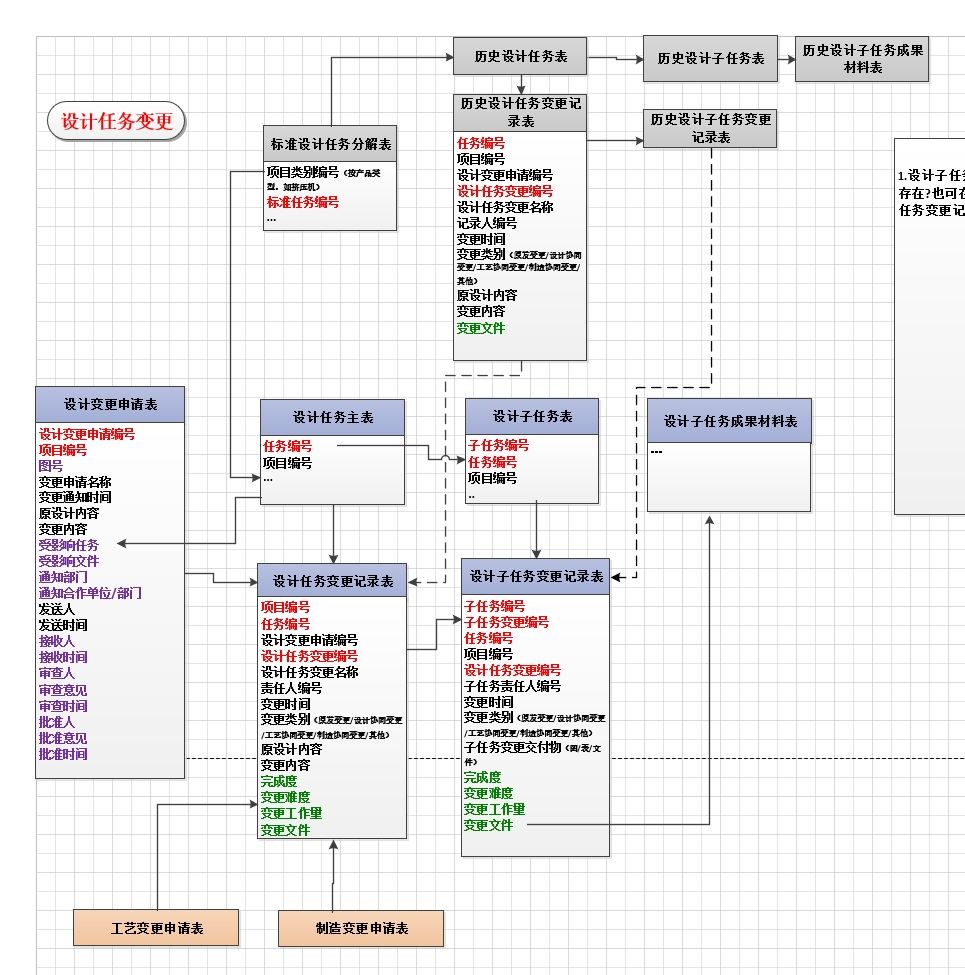 历史设计任务表
历史设计子任务表
历史设计子任务成果
材料表
设计任务变更
历史设计任务变更记
录表
任务编号
项目编号
设计变更申请编号
设计任务变更编号
设计任务变更名称
记录人编号
变更时间
变更类别（原发变更/设计协同
变更/工艺协同变更/制造协同变更/
其他）
原设计内容
变更内容
变更文件
历史设计子任务变更
记录表
标准设计任务分解表
项目类别编号（按产品类
型，如挤压机）
标准任务编号
...
1.设计子任
存在?也可在
任务变更记
设计变更申请表
设计变更申请编号
项目编号
图号
变更申请名称
变更通知时间
原设计内容
变更内容
受影响任务
受影响文件
通知部门
通知合作单位/部门
发送人
发送时间
接收人
接收时间
审查人
审查意见
审查时间
批准人
批准意见
批准时间
设计任务主表
任务编号
项目编号
...
设计子任务表
子任务编号
任务编号
项目编号
..
设计子任务成果材料表
...
设计任务变更记录表
项目编号
任务编号
设计变更申请编号
设计任务变更编号
设计任务变更名称
责任人编号
变更时间
变更类别（原发变更/设计协同变更
/工艺协同变更/制造协同变更/其他）
原设计内容
变更内容
完成度
变更难度
变更工作量
变更文件
设计子任务变更记录表
子任务编号
子任务变更编号
任务编号
项目编号
设计任务变更编号
子任务责任人编号
变更时间
变更类别（原发变更/设计协同变更
/工艺协同变更/制造协同变更/其他）
子任务变更交付物（图/表/文
件）
完成度
变更难度
变更工作量
变更文件
工艺变更申请表
制造变更申请表